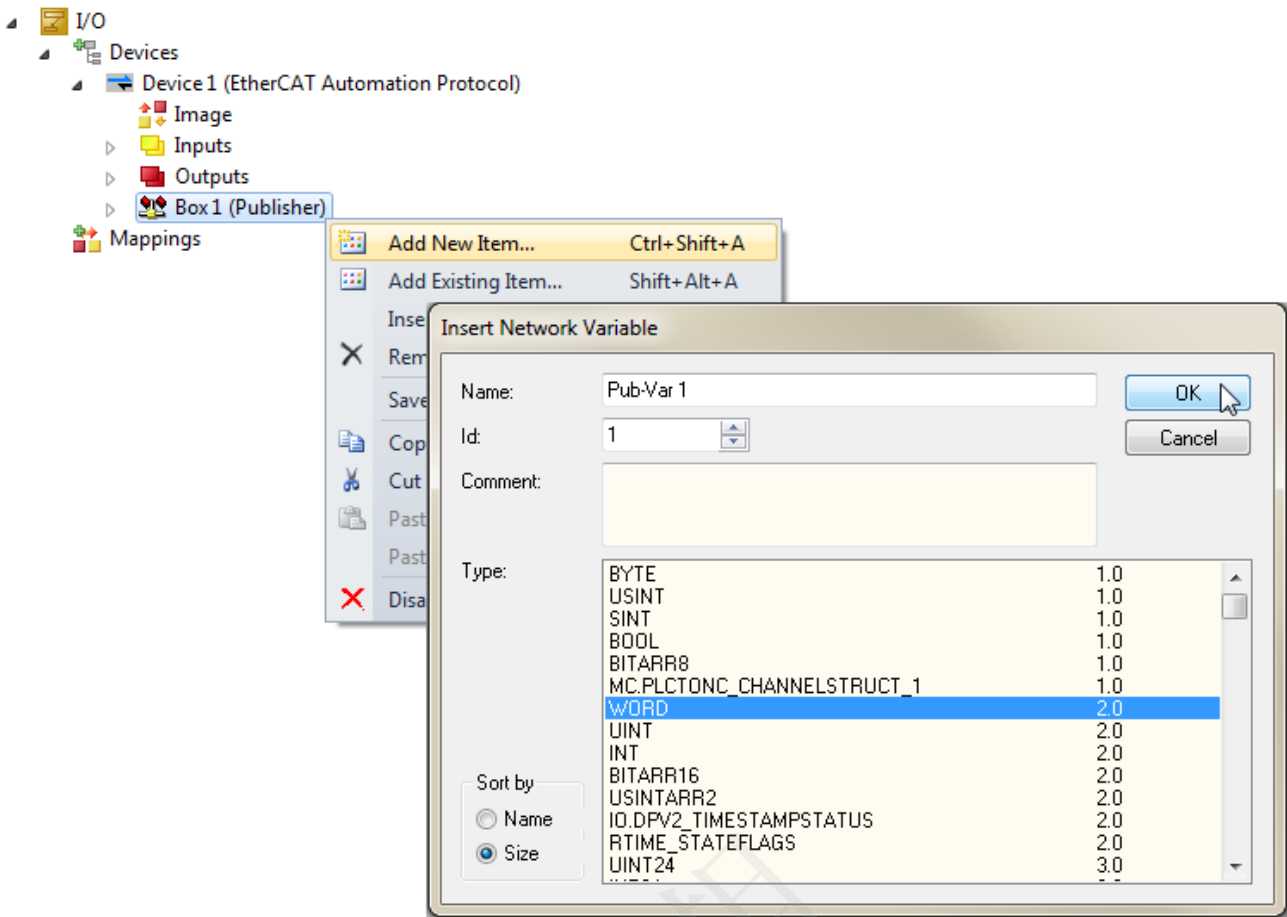 I/O
Devices
Device 1 (EtherCAT Automation Protocol)
Image
Inputs
Outputs
Box 1 (Publisher)
Mappings
Add New Item... Ctrl+Shift+A
Add Existing Item... Shift+Alt+A
Inse
Rem
Save
Cop
Cut
Past
Past
Disa
Insert Network Variable
Name: Pub-Var 1
OK
Id: 1
Cancel
Comment:
Type:
BYTE 1.0
USINT 1.0
SINT 1.0
BOOL 1.0
BITARR8 1.0
MC.PLCTONC_CHANNELSTRUCT_1 1.0
WORD 2.0
UINT 2.0
INT 2.0
BITARR16 2.0
USINTARR2 2.0
IO.DPV2_TIMESTAMPSTATUS 2.0
RTIME_STATEFLAGS 2.0
UINT24 3.0
Sort by
Name
Size